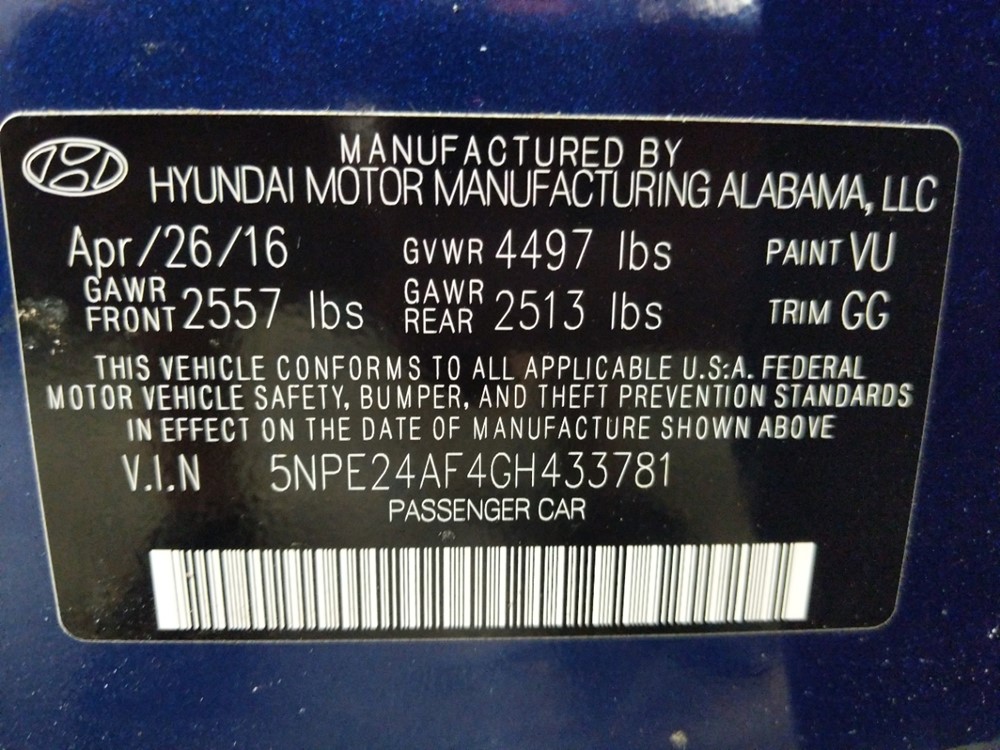 MANUFACTURED BY
HYUNDAI MOTOR MANUFACTURING ALABAMA, LLC
Apr/26/16 GVWR 4497 lbs PAINT VU
GAWR FRONT 2557 lbs GAWR REAR 2513 lbs TRIM GG
THIS VEHICLE CONFORMS TO ALL APPLICABLE U.S.A. FEDERAL
MOTOR VEHICLE SAFETY, BUMPER, AND THEFT PREVENTION STANDARDS
IN EFFECT ON THE DATE OF MANUFACTURE SHOWN ABOVE
V.I.N 5NPE24AF4GH433781
PASSENGER CAR